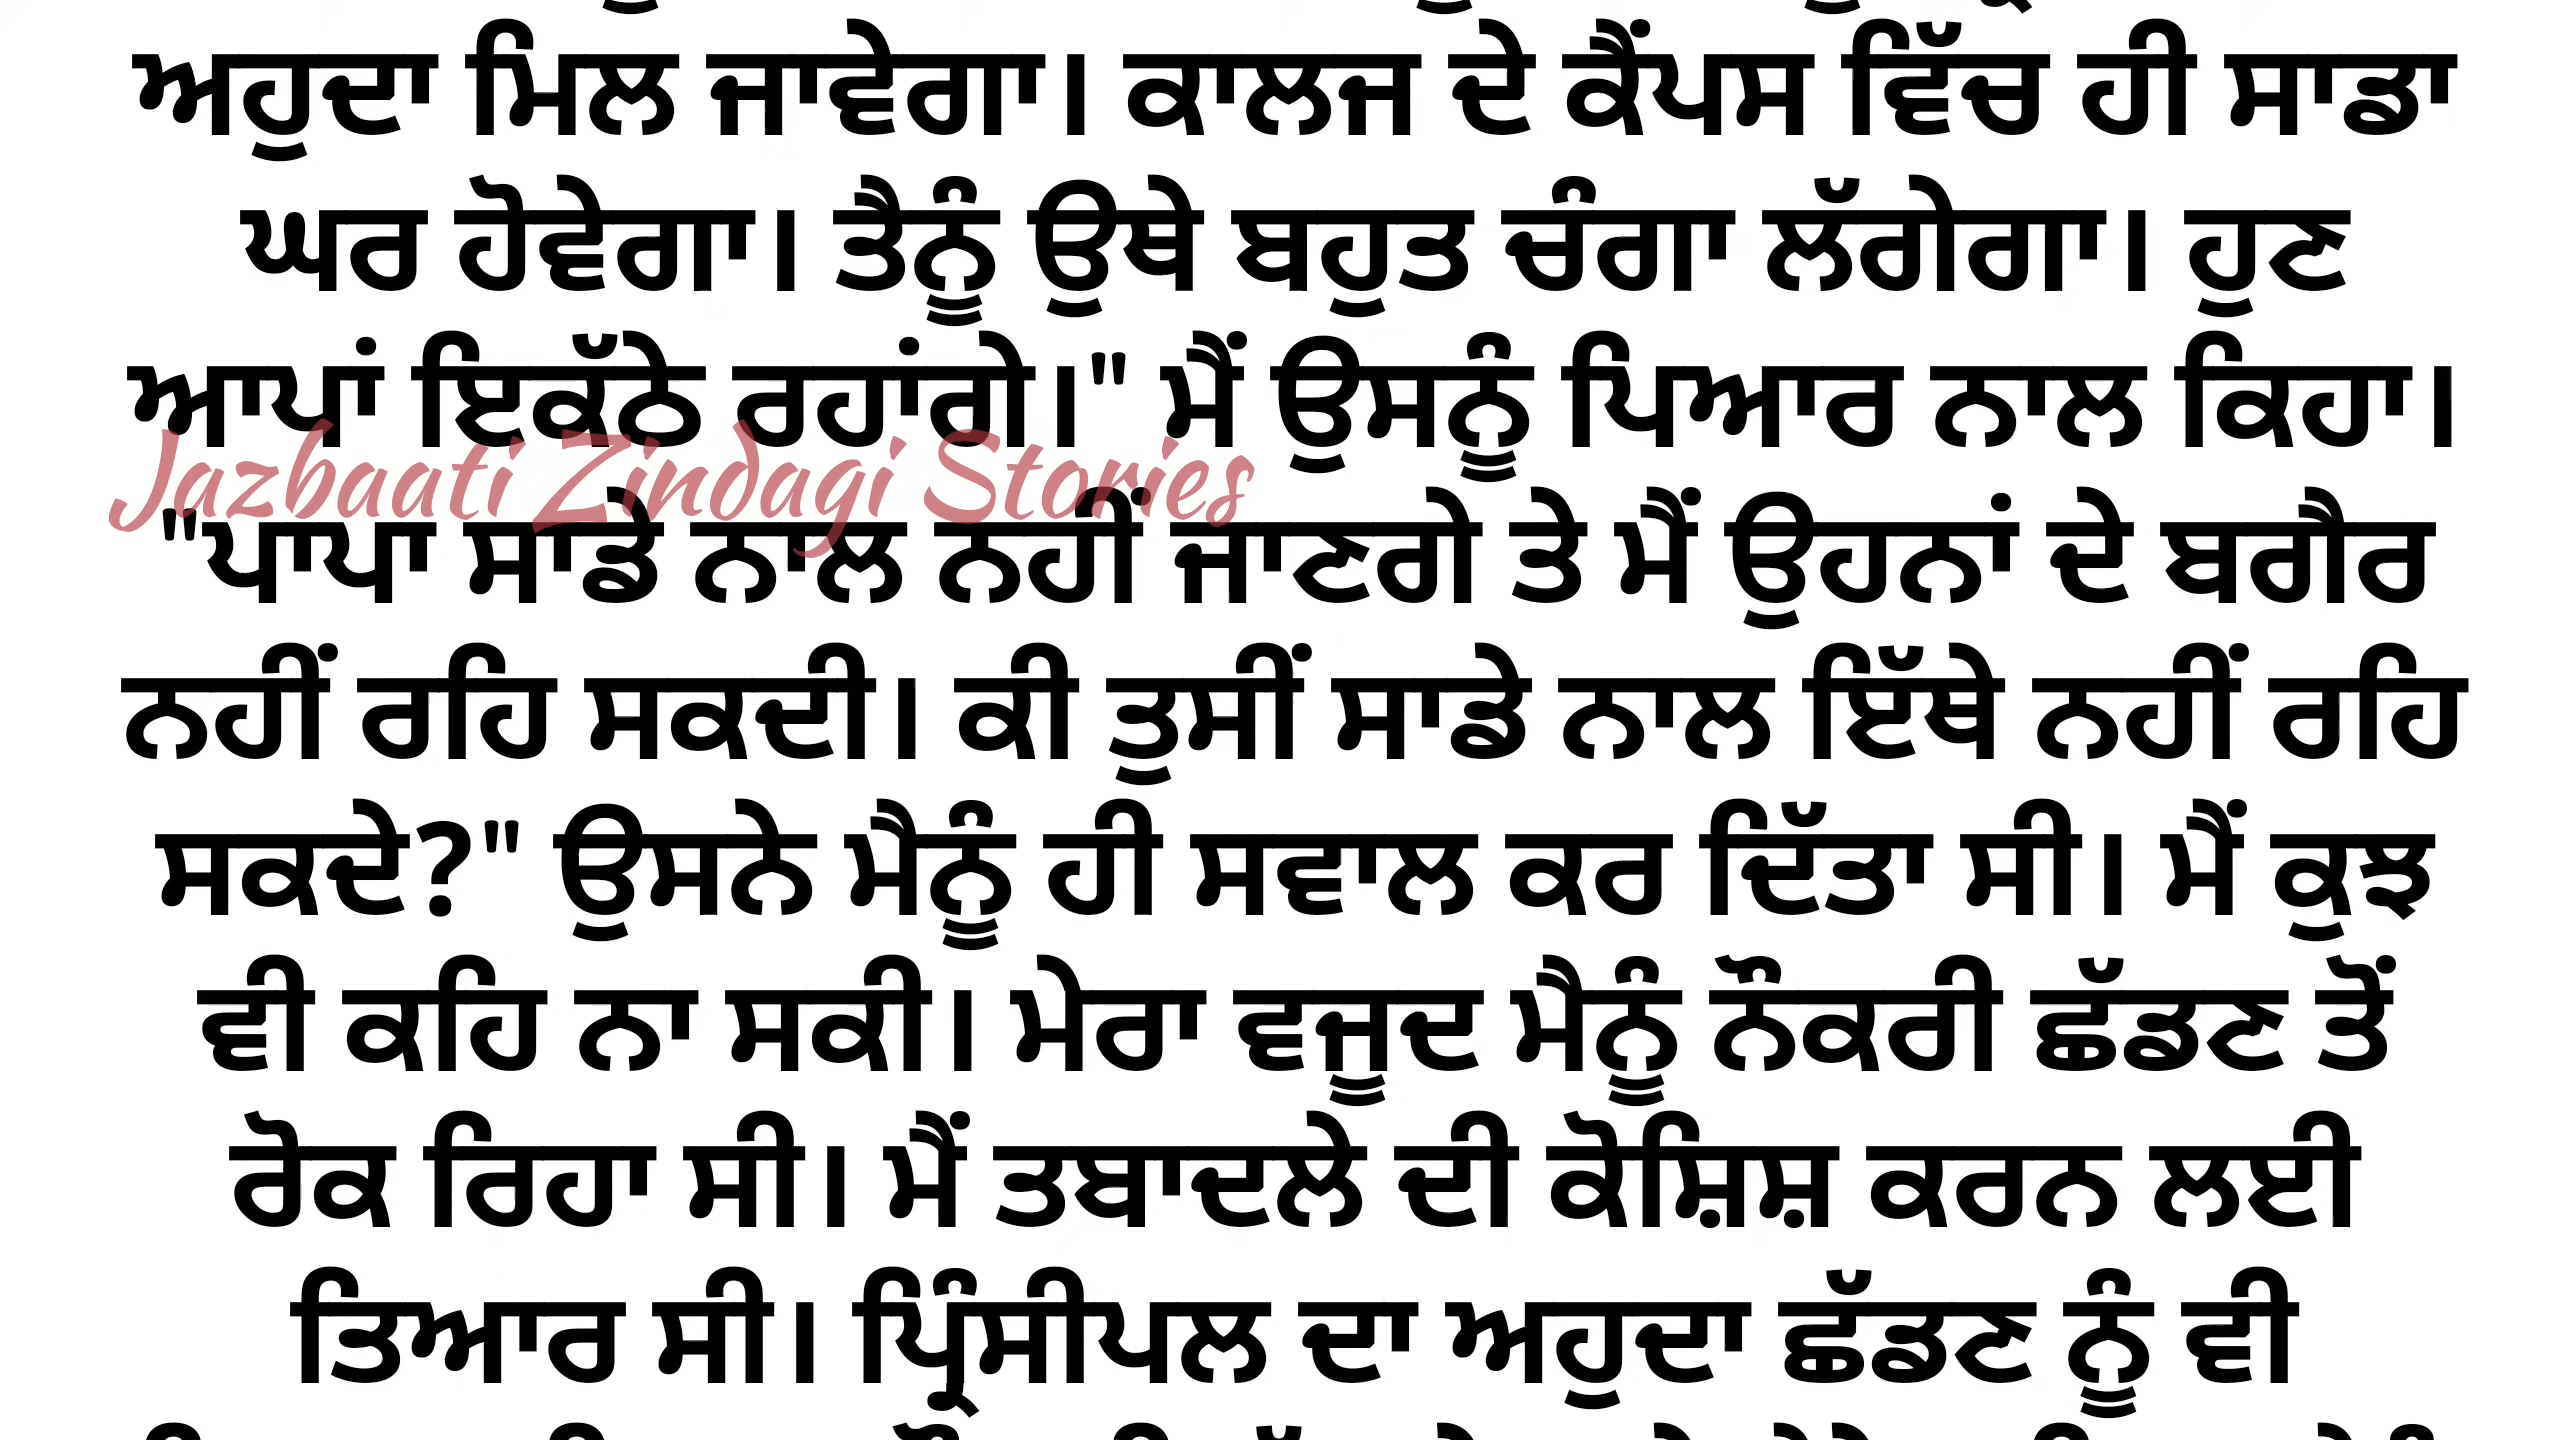 ਅਹੁਦਾ ਮਿਲ ਜਾਵੇਗਾ। ਕਾਲਜ ਦੇ ਕੈਂਪਸ ਵਿੱਚ ਹੀ ਸਾਡਾ
ਘਰ ਹੋਵੇਗਾ। ਤੈਨੂੰ ਉਥੇ ਬਹੁਤ ਚੰਗਾ ਲੱਗੇਗਾ। ਹੁਣ
ਆਪਾਂ ਇਕੱਨੇ ਰਹਾਂਗੇ।" ਮੈਂ ਉਸਨੂੰ ਪਿਆਰ ਨਾਲ ਕਿਹਾ।
Jazbaati Zindagi Stories
"ਪਾਪਾ ਸਾਡੇ ਨਾਲ ਨਹੀਂ ਜਾਣਗੇ ਤੇ ਮੈਂ ਉਹਨਾਂ ਦੇ ਬਗੈਰ
ਨਹੀਂ ਰਹਿ ਸਕਦੀ। ਕੀ ਤੁਸੀਂ ਸਾਡੇ ਨਾਲ ਇੱਥੇ ਨਹੀਂ ਰਹਿ
ਸਕਦੇ?" ਉਸਨੇ ਮੈਨੂੰ ਹੀ ਸਵਾਲ ਕਰ ਦਿੱਤਾ ਸੀ। ਮੈਂ ਕੁਝ
ਵੀ ਕਹਿ ਨਾ ਸਕੀ। ਮੇਰਾ ਵਜੂਦ ਮੈਨੂੰ ਨੌਕਰੀ ਛੱਡਣ ਤੋਂ
ਰੋਕ ਰਿਹਾ ਸੀ। ਮੈਂ ਤਬਾਦਲੇ ਦੀ ਕੋਸ਼ਿਸ਼ ਕਰਨ ਲਈ
ਤਿਆਰ ਸੀ। ਪ੍ਰਿੰਸੀਪਲ ਦਾ ਅਹੁਦਾ ਛੱਡਣ ਨੂੰ ਵੀ